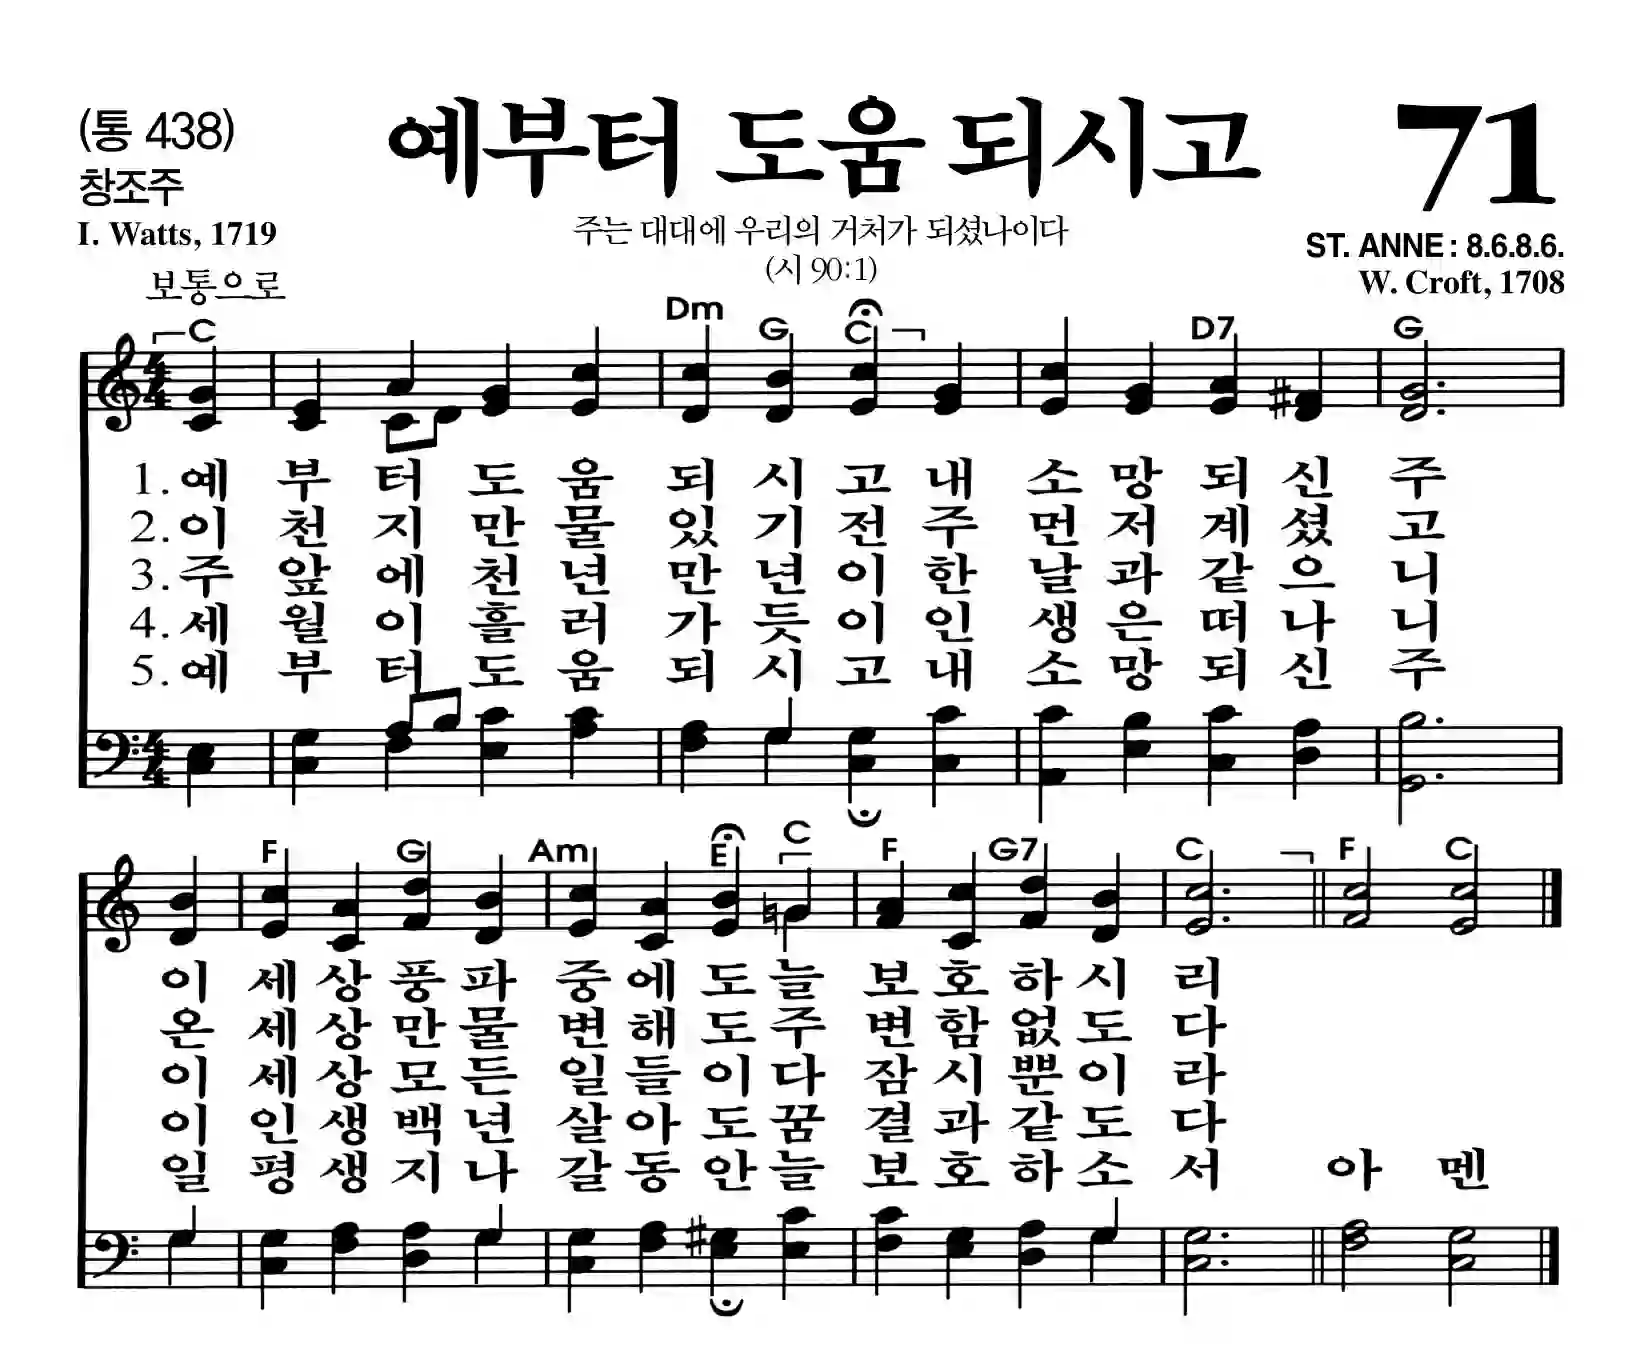 (통 438)
창조주
I. Watts, 1719
예부터 도움 되시고
주는 대대에 우리의 거처가 되셨나이다
(시 90:1)
71
ST. ANNE : 8.6.8.6.
W. Croft, 1708
보통으로
C Dm G C D7 G
4 4
1. 예 부 터 도 움 되 시 고 내 소 망 되 신 주
2. 이 천 지 만 물 있 기 전 주 먼 저 계 셨 고
3. 주 앞 에 천 년 만 년 이 한 날 과 같 으 니
4. 세 월 이 흘 러 가 듯 이 인 생 은 떠 나 니
5. 예 부 터 도 움 되 시 고 내 소 망 되 신 주
4 4
F G Am E C F G7 C F C
이 세 상 풍 파 중 에 도 늘 보 호 하 시 리
온 세 상 만 물 변 해 도 주 변 함 없 도 다
이 세 상 모 든 일 들 이 다 잠 시 뿐 이 라
이 인 생 백 년 살 아 도 꿈 결 과 같 도 다
일 평 생 지 나 갈 동 안 늘 보 호 하 소 서 아 멘